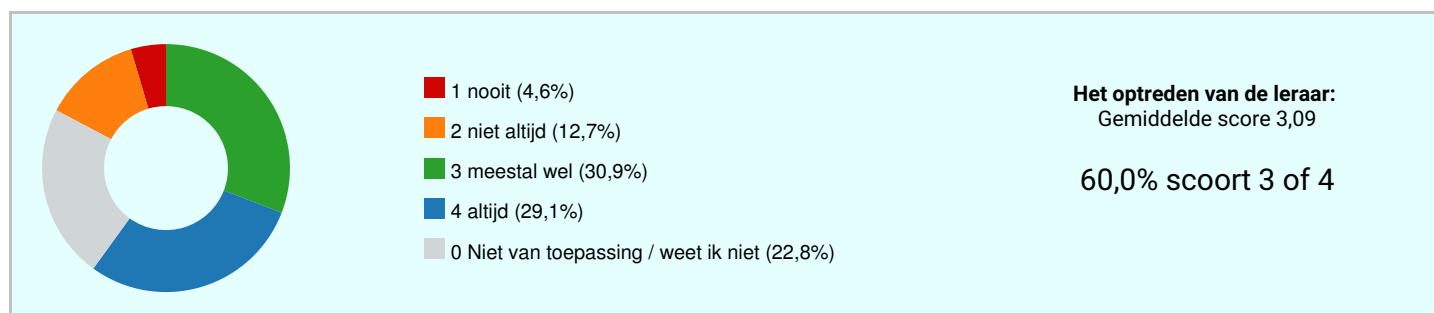 1 nooit (4,6%)
2 niet altijd (12,7%)
3 meestal wel (30,9%)
4 altijd (29,1%)
0 Niet van toepassing / weet ik niet (22,8%)
Het optreden van de leraar:
Gemiddelde score 3,09
60,0% scoort 3 of 4